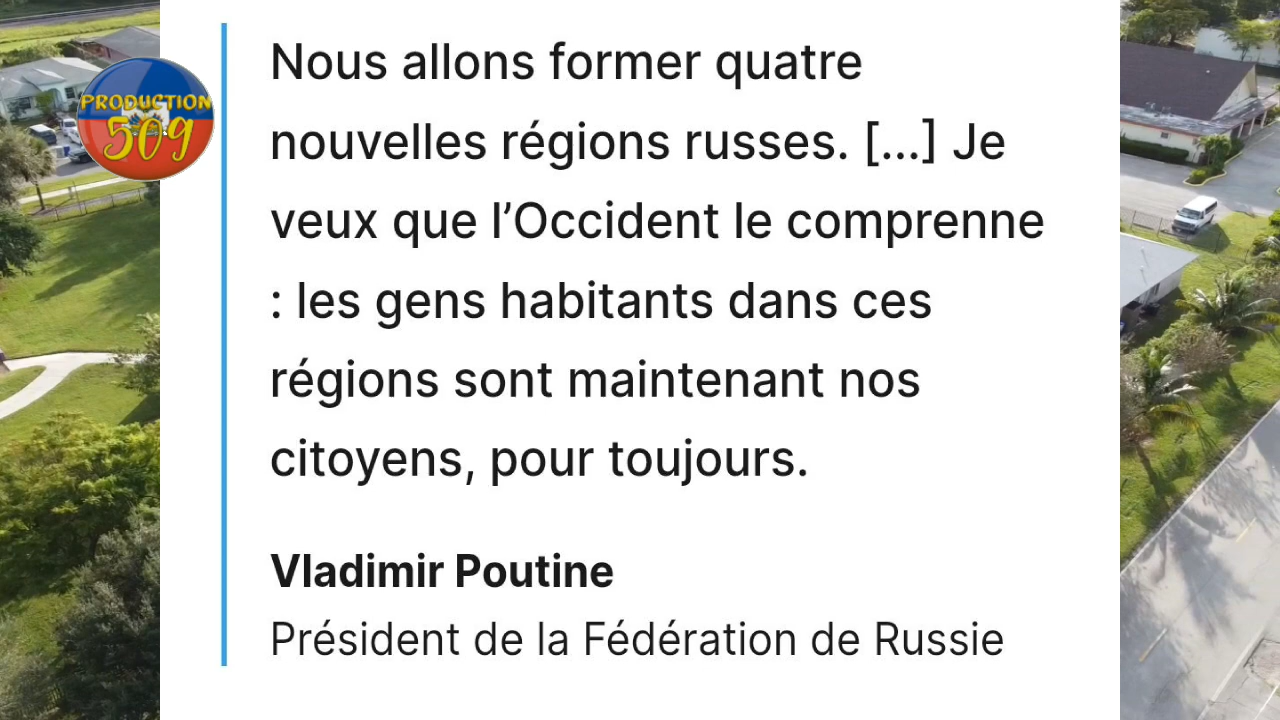 PRODUCTION
509
Nous allons former quatre
nouvelles régions russes. [...] Je
veux que l’Occident le comprenne
: les gens habitants dans ces
régions sont maintenant nos
citoyens, pour toujours.
Vladimir Poutine
Président de la Fédération de Russie